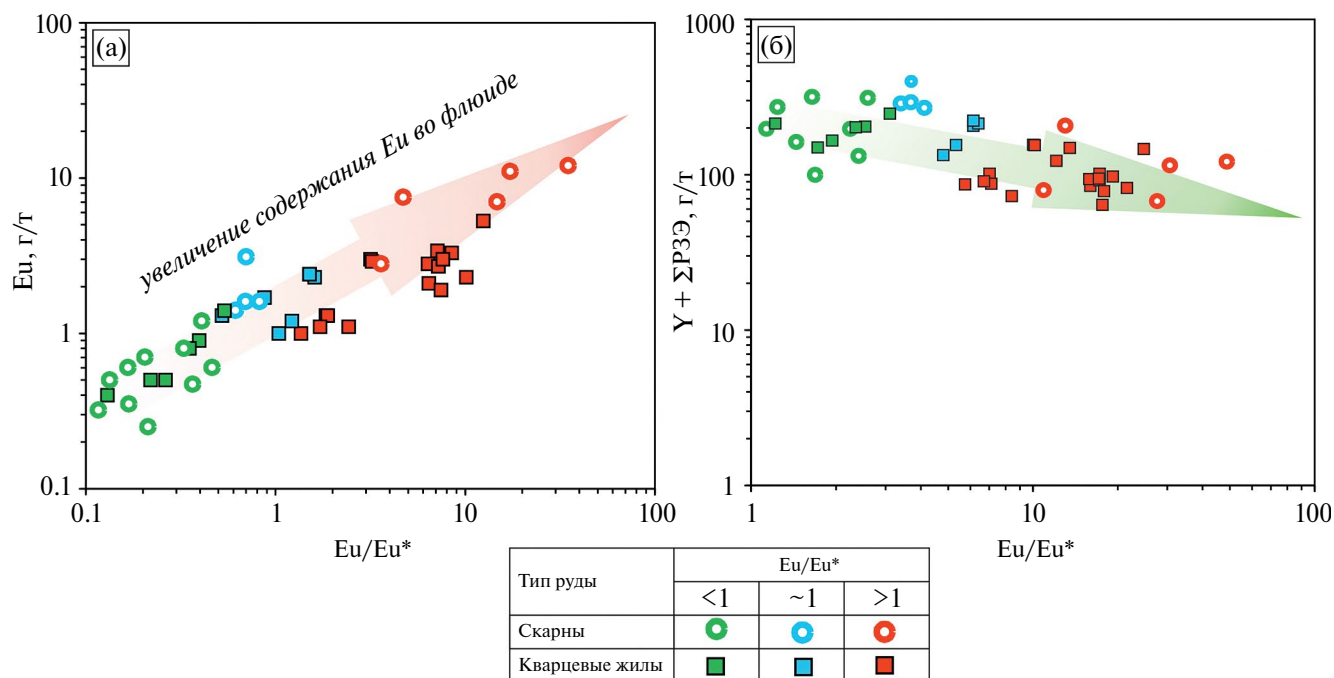 (а)
100
10
1
0.1
Eu, г/т
увеличение содержания Eu во флюиде
0.1 1 10 100
Eu/Eu*
(б)
1000
100
10
1
Y + ΣРЗЭ, г/т
1 10 100
Eu/Eu*
Тип руды Eu/Eu*
<1 ~1 >1
Скарны
Кварцевые жилы